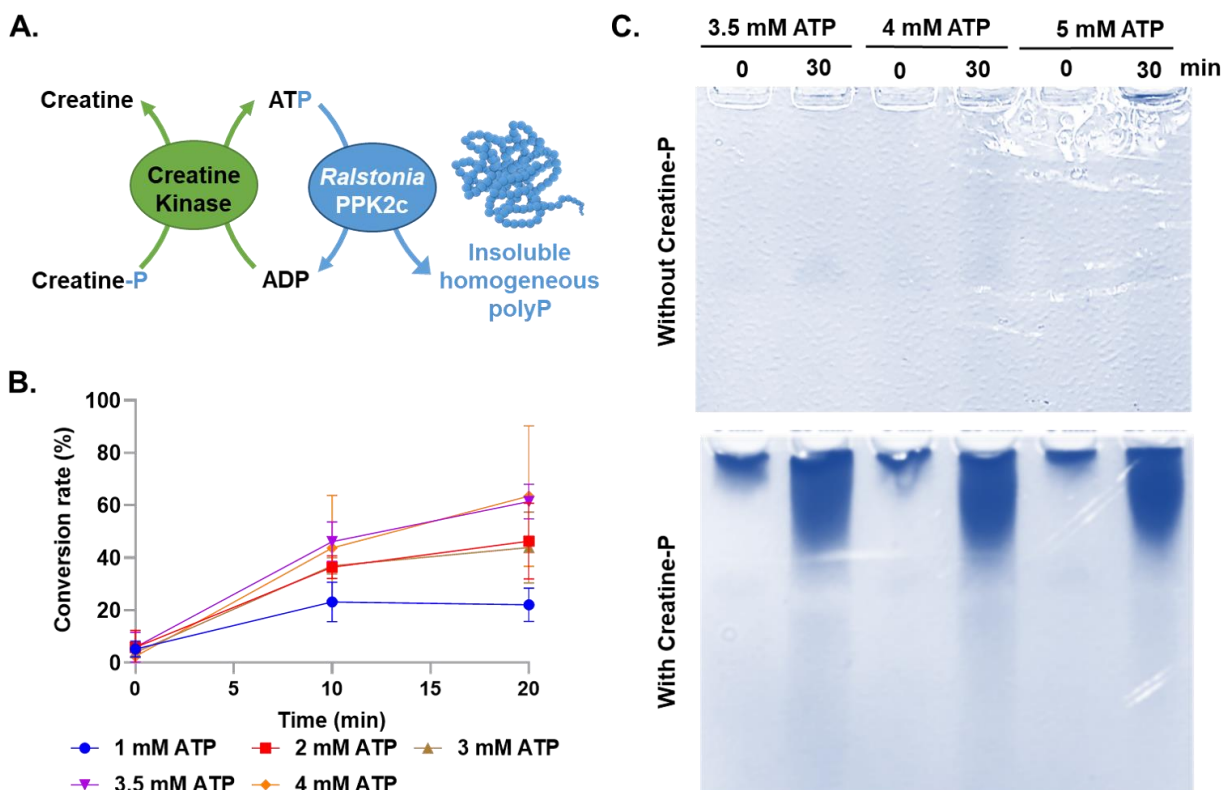 A.
Creatine
ATP
Creatine
Kinase
Ralstonia
PPK2c
Creatine-P
ADP
Insoluble
homogeneous
polyP
B.
Conversion rate (%)
100
80
60
40
20
0
0 5 10 15 20
Time (min)
1 mM ATP 2 mM ATP 3 mM ATP
3.5 mM ATP 4 mM ATP
C.
3.5 mM ATP 4 mM ATP 5 mM ATP
0 30 0 30 0 30 min
Without Creatine-P
With Creatine-P